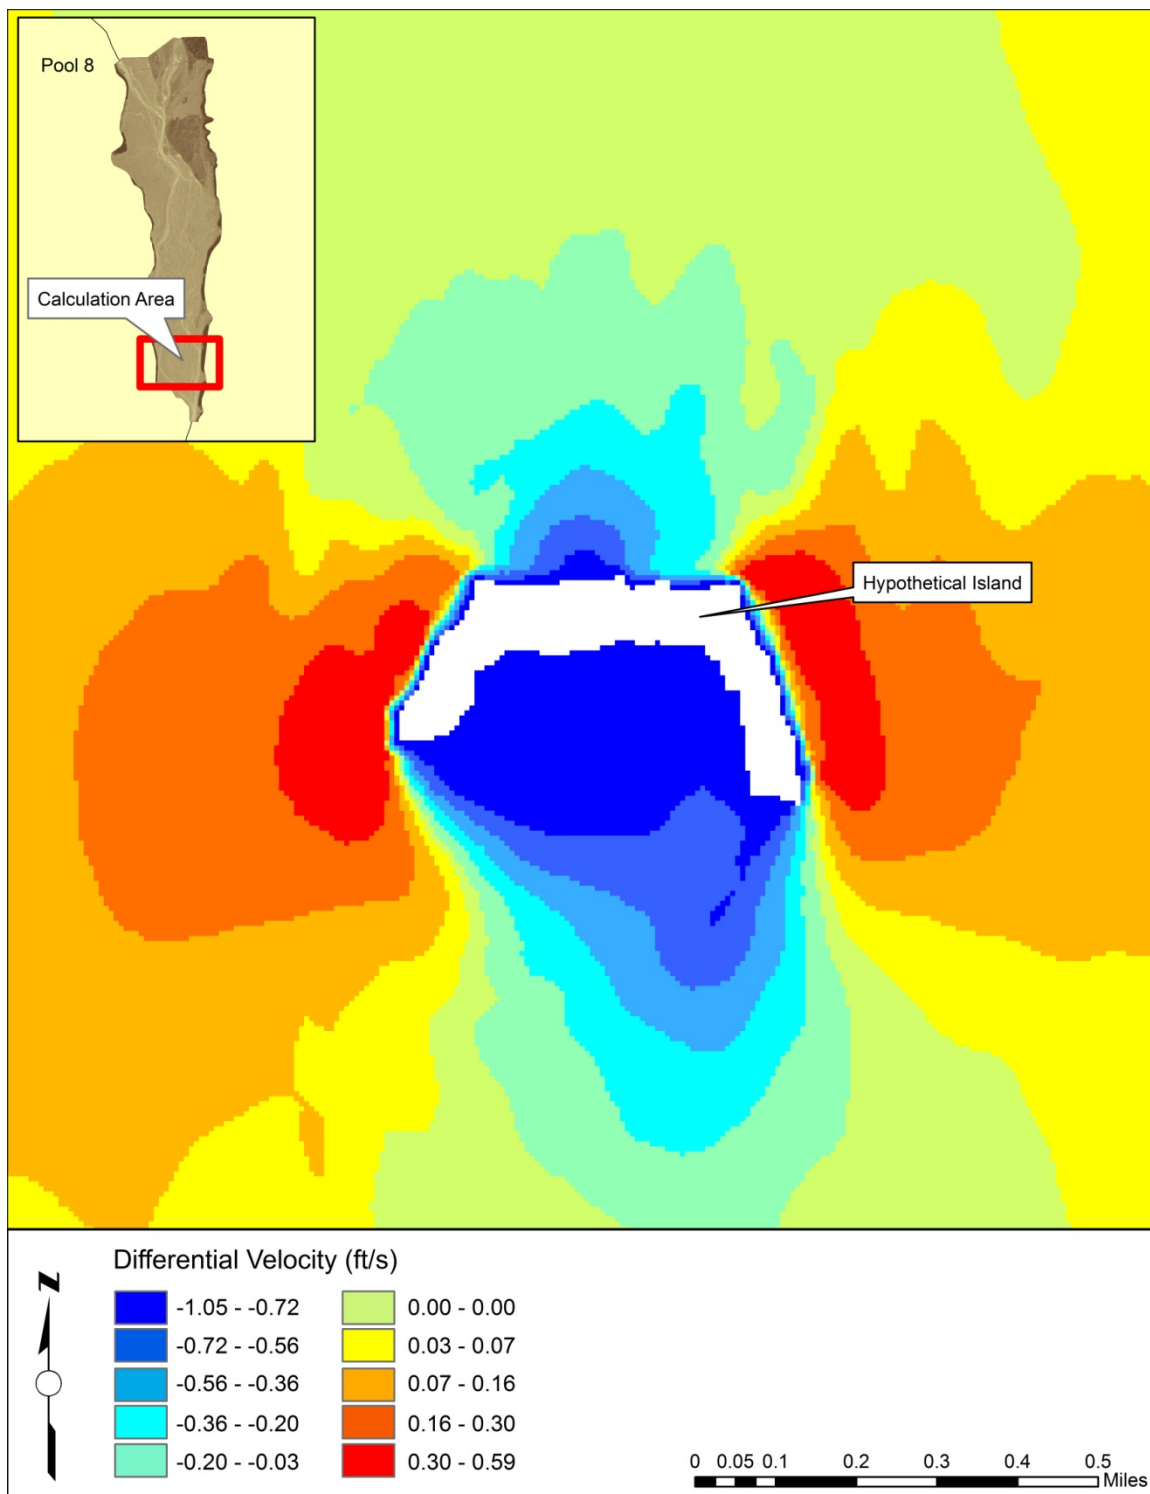 Pool 8
Calculation Area
Hypothetical Island
Differential Velocity (ft/s)
-1.05 - -0.72
-0.72 - -0.56
-0.56 - -0.36
-0.36 - -0.20
-0.20 - -0.03
0.00 - 0.00
0.03 - 0.07
0.07 - 0.16
0.16 - 0.30
0.30 - 0.59
N
0 0.05 0.1 0.2 0.3 0.4 0.5
Miles